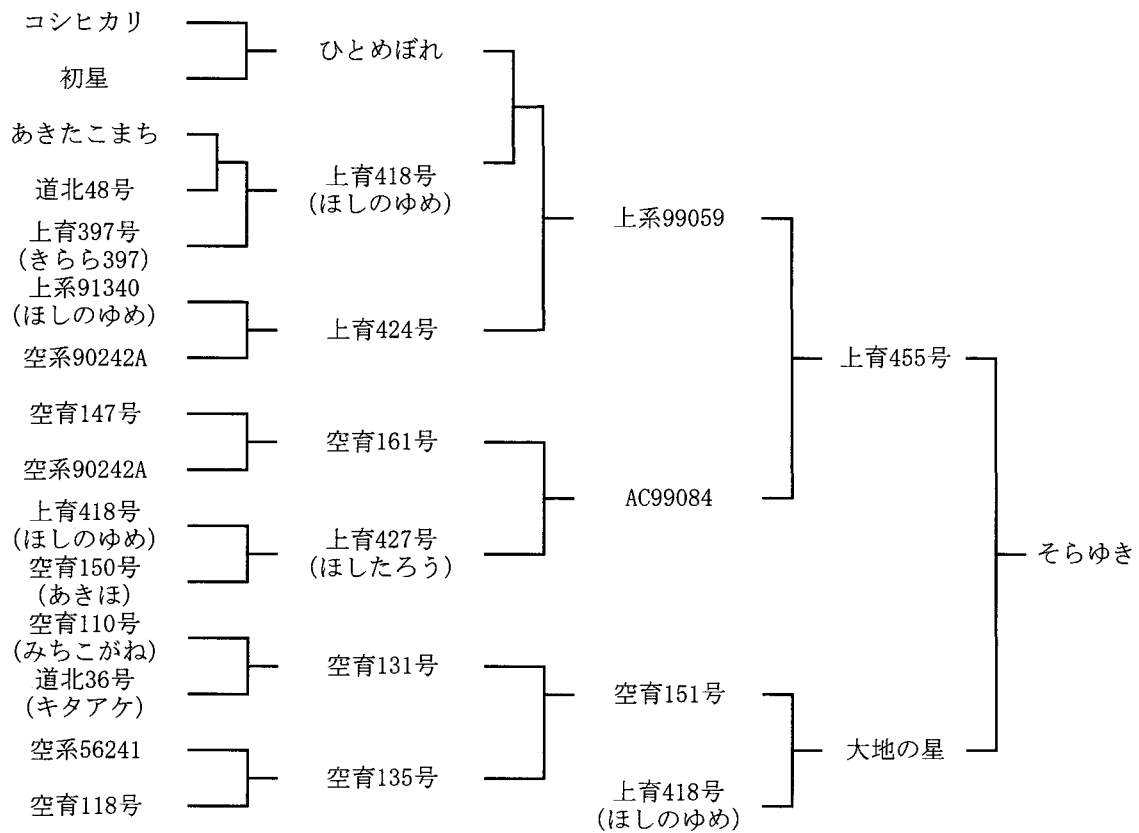 コシヒカリ
初星
ひとめぼれ
あきたこまち
道北48号
上育397号
(きらら397)
上育418号
(ほしのゆめ)
上系91340
(ほしのゆめ)
空系90242A
上育424号
上系99059
空育147号
空系90242A
空育161号
上育418号
(ほしのゆめ)
空育150号
(あきほ)
上育427号
(ほしたろう)
AC99084
上育455号
空育110号
(みちこがね)
道北36号
(キタアケ)
空育131号
空系56241
空育118号
空育135号
空育151号
上育418号
(ほしのゆめ)
大地の星
そらゆき